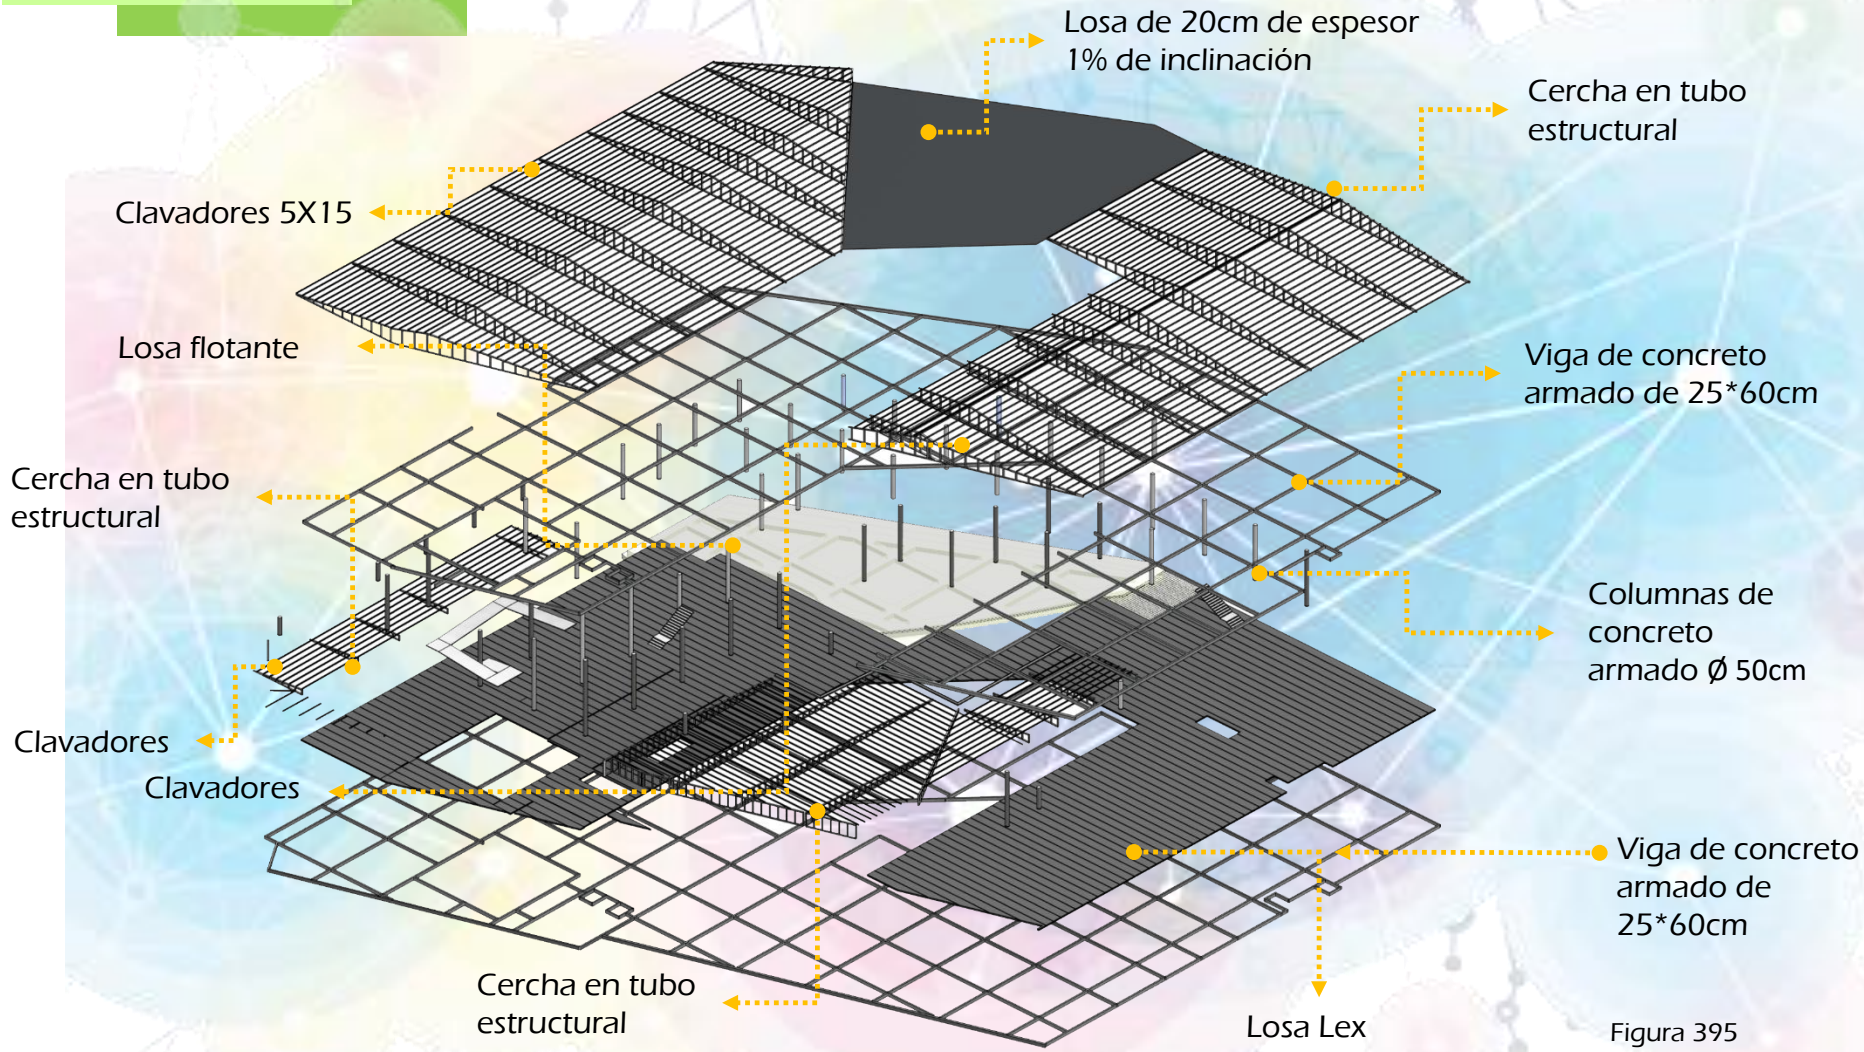 Losa de 20cm de espesor
1% de inclinación
Cercha en tubo
estructural
Clavadores 5X15
Losa flotante
Viga de concreto
armado de 25*60cm
Cercha en tubo
estructural
Columnas de
concreto
armado Ø 50cm
Clavadores
Clavadores
Viga de concreto
armado de
25*60cm
Cercha en tubo
estructural
Losa Lex
Figura 395